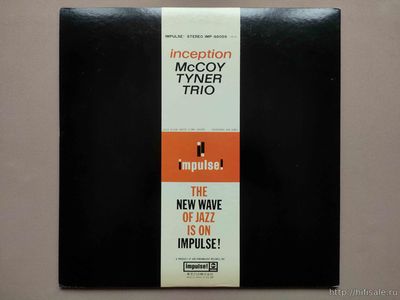 IMPULSE! STEREO IMP-88089
inception
McCOY
TYNER
TRIO
impulse!
THE
NEW WAVE
OF JAZZ
IS ON
IMPULSE!
impulse!
http://hifisale.ru